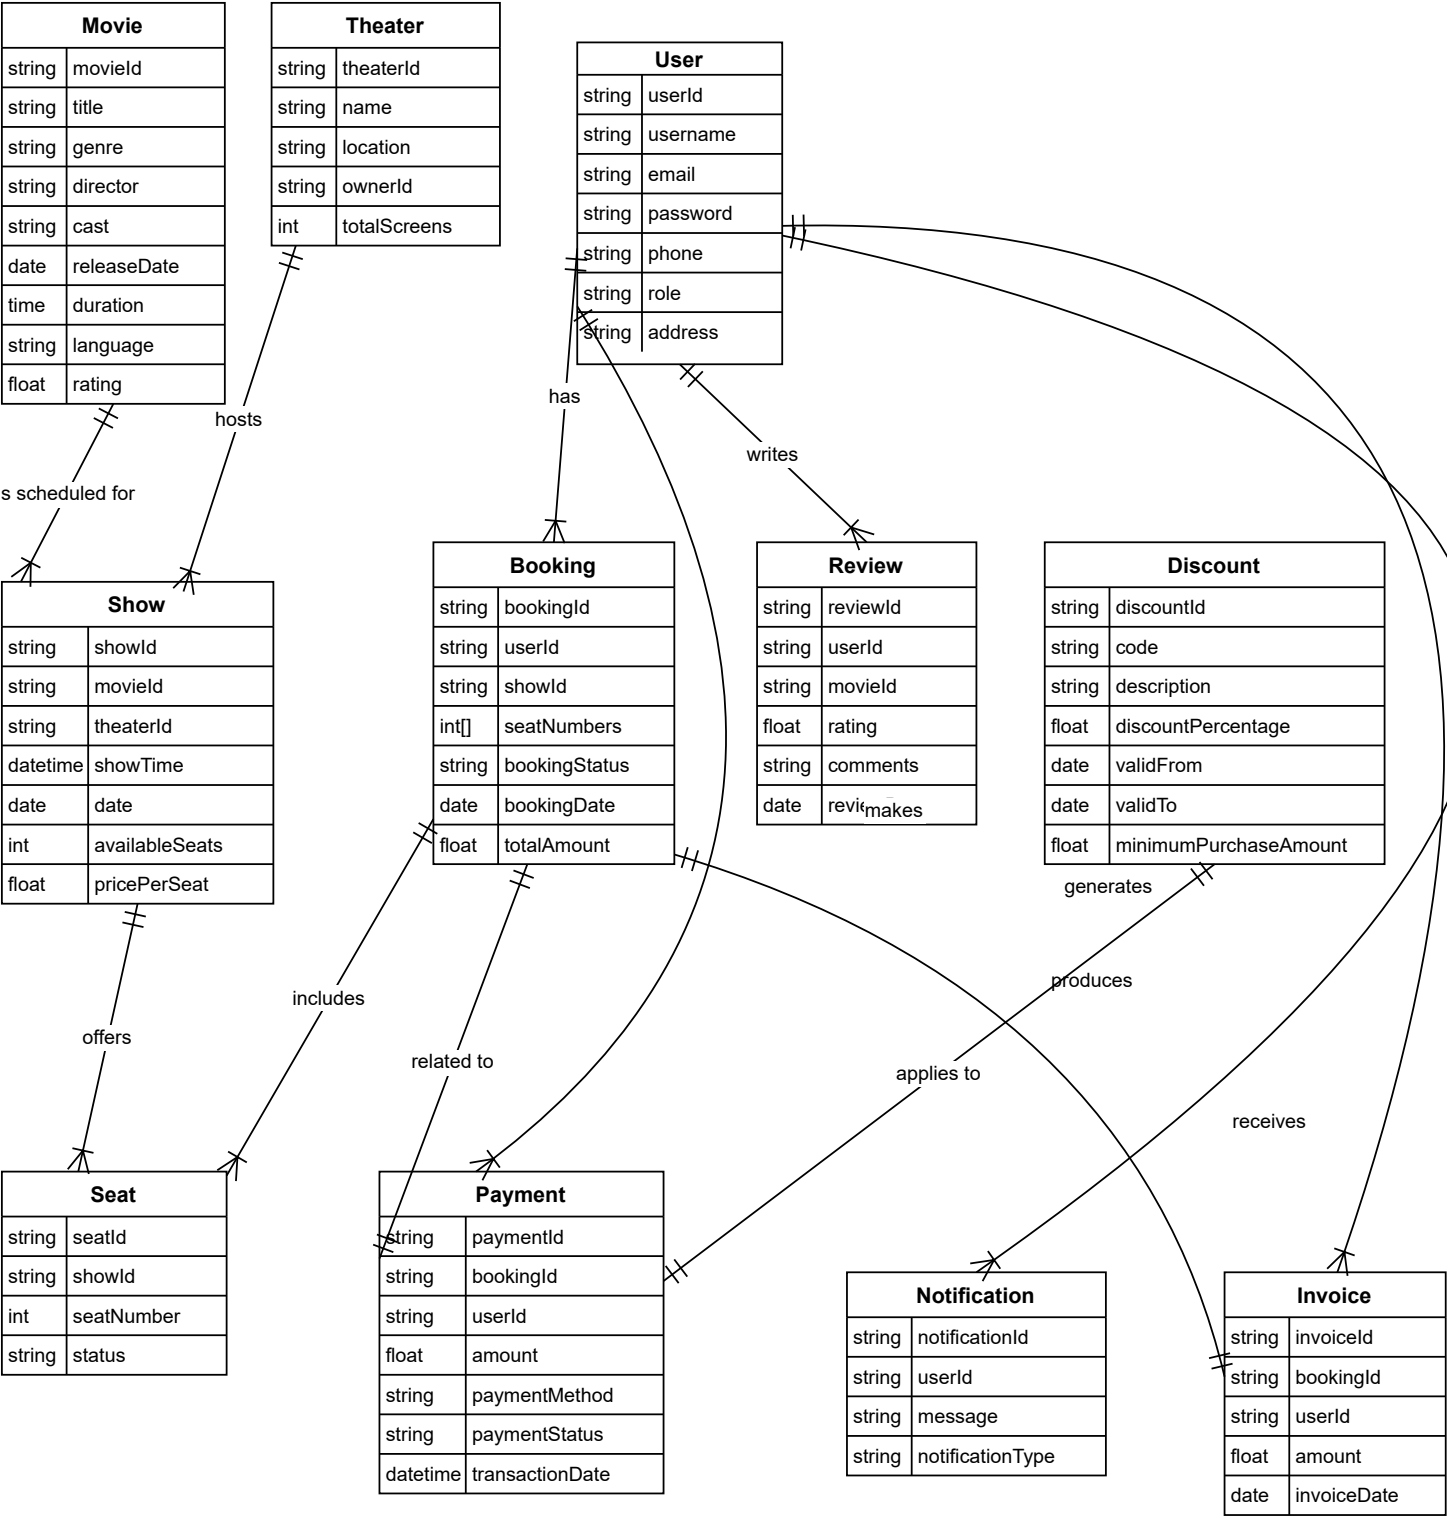 Movie
string movieId
string title
string genre
string director
string cast
date releaseDate
time duration
string language
float rating
Theater
string theaterId
string name
string location
string ownerId
int totalScreens
User
string userId
string username
string email
string password
string phone
string role
string address
hosts
has
writes
s scheduled for
Show
string showId
string movieId
string theaterId
datetime showTime
date date
int availableSeats
float pricePerSeat
Booking
string bookingId
string userId
string showId
int[] seatNumbers
string bookingStatus
date bookingDate
float totalAmount
Review
string reviewId
string userId
string movieId
float rating
string comments
date revie
makes
Discount
string discountId
string code
string description
float discountPercentage
date validFrom
date validTo
float minimumPurchaseAmount
generates
produces
includes
offers
related to
applies to
receives
Seat
string seatId
string showId
int seatNumber
string status
Payment
string paymentId
string bookingId
string userId
float amount
string paymentMethod
string paymentStatus
datetime transactionDate
Notification
string notificationId
string userId
string message
string notificationType
Invoice
string invoiceId
string bookingId
string userId
float amount
date invoiceDate